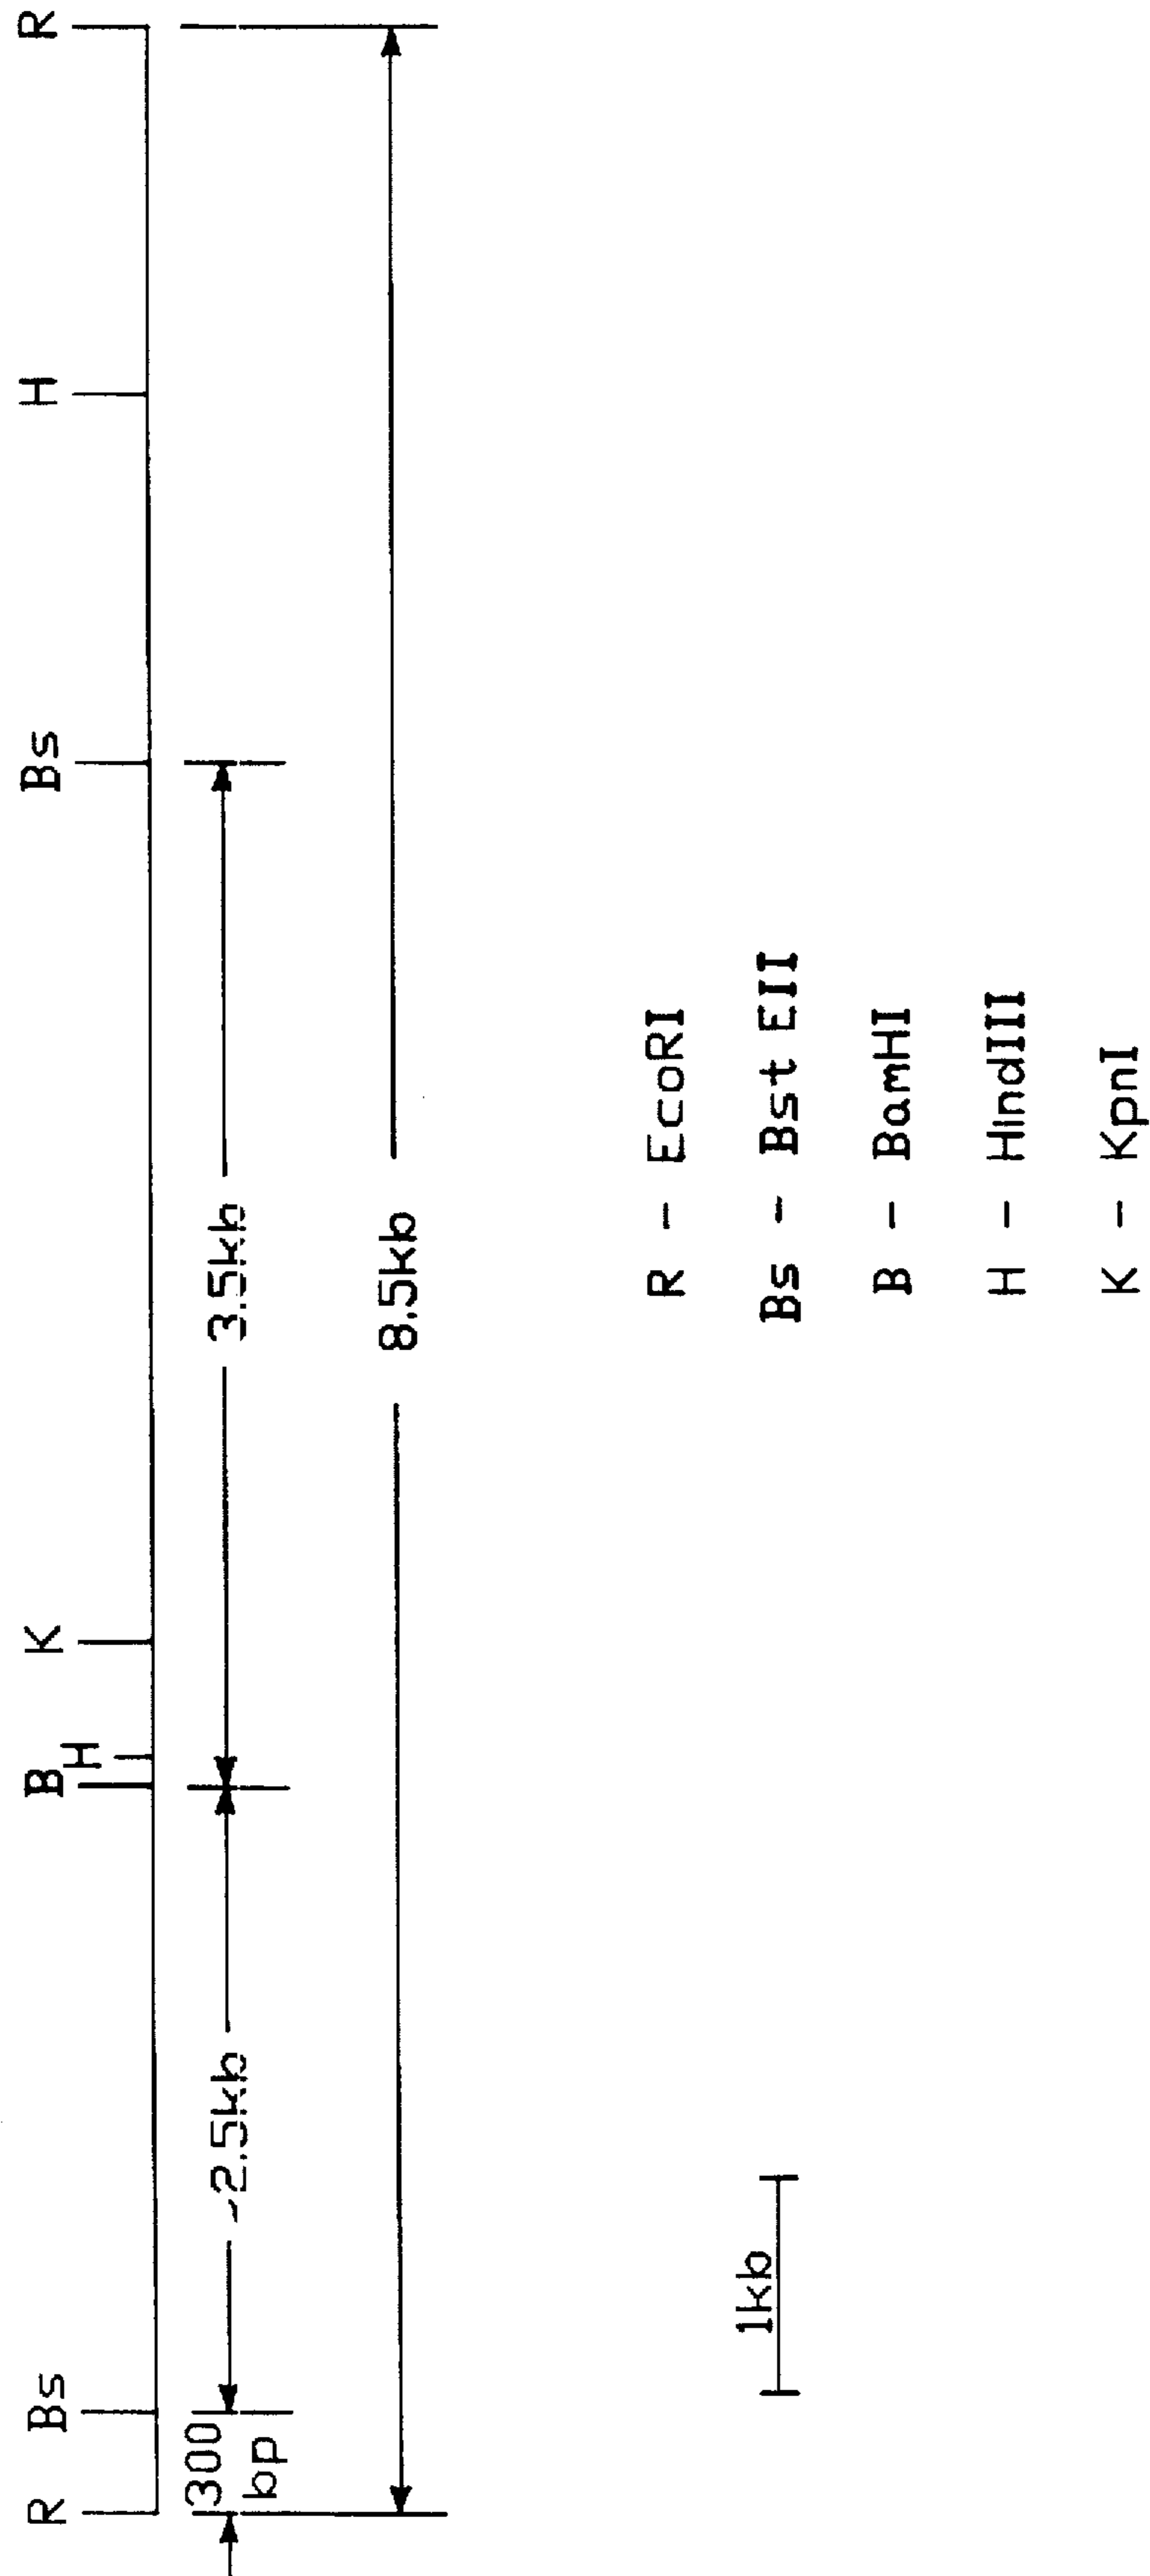 R Bs B H K Bs H R
300 bp ~2.5kb 3.5kb
8.5kb
1kb
R - EcoRI
Bs - Bst EII
B - BamHI
H - HindIII
K - KpnI